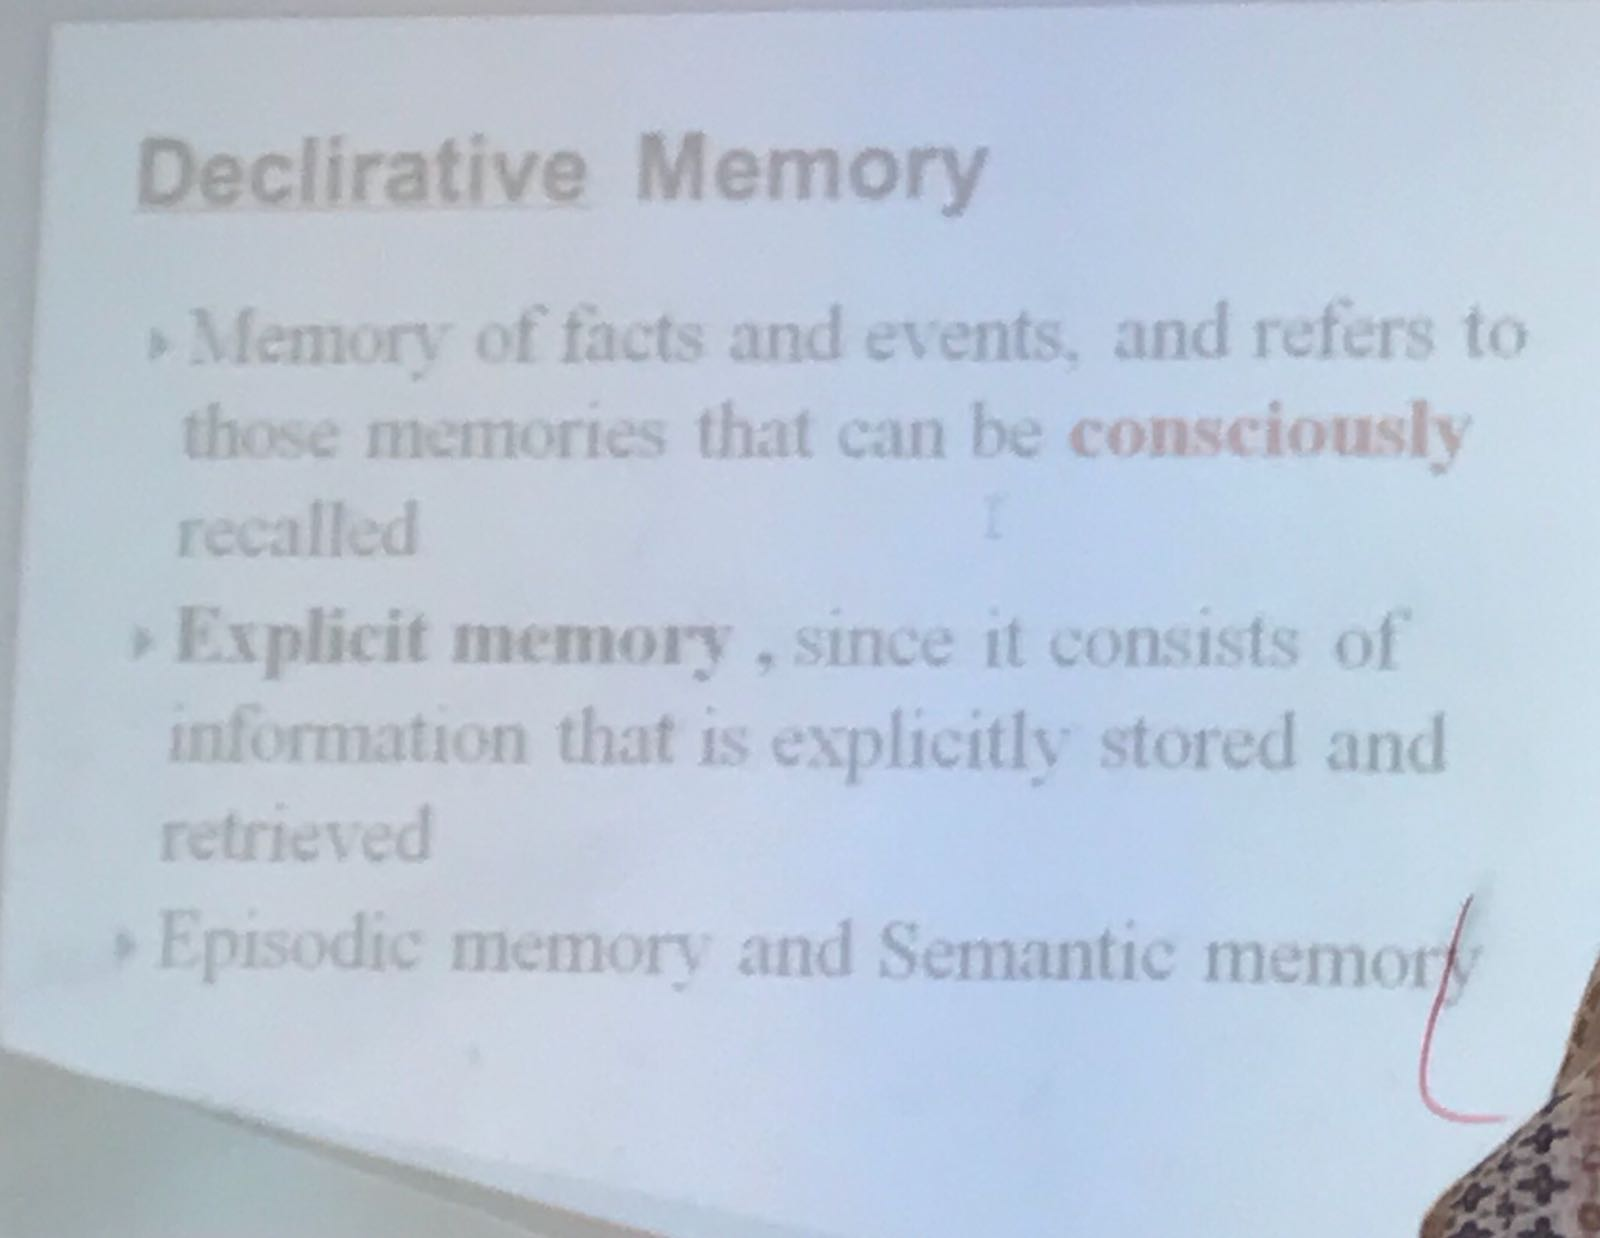 Declirative Memory
Memory of facts and events, and refers to
those memories that can be consciously
recalled
Explicit memory , since it consists of
information that is explicitly stored and
retrieved
Episodic memory and Semantic memory